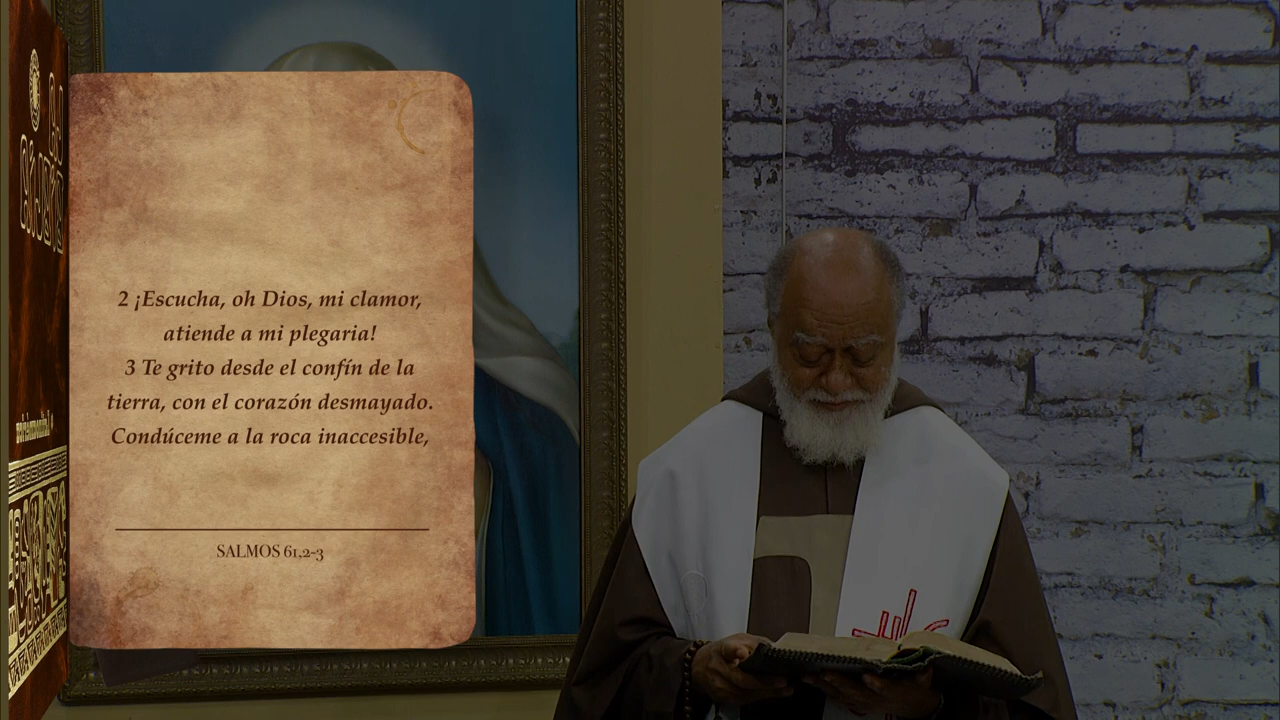 2 ¡Escucha, oh Dios, mi clamor,
atiende a mi plegaria!
3 Te grito desde el confín de la
tierra, con el corazón desmayado.
Condúceme a la roca inaccesible,
SALMOS 61,2-3